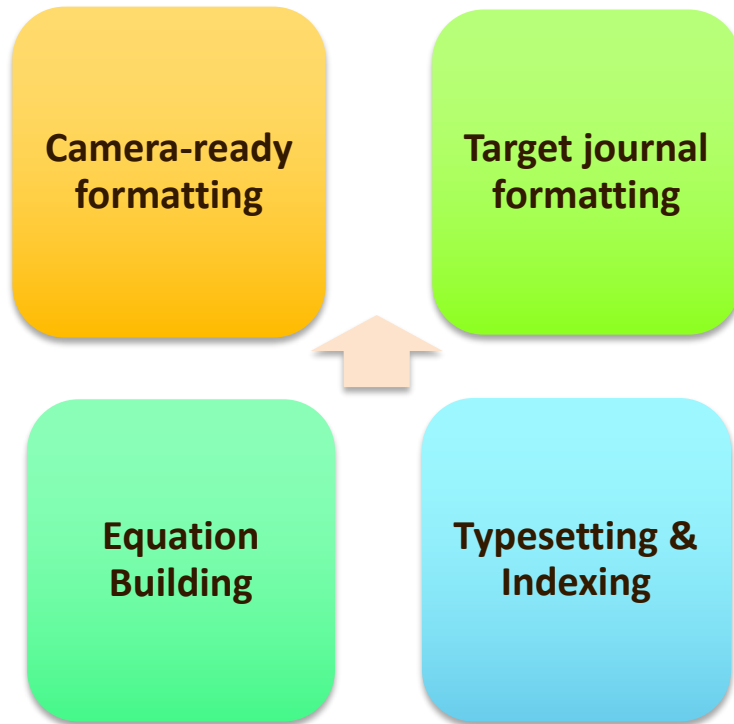 Camera-ready
formatting
Target journal
formatting
Equation
Building
Typesetting &
Indexing